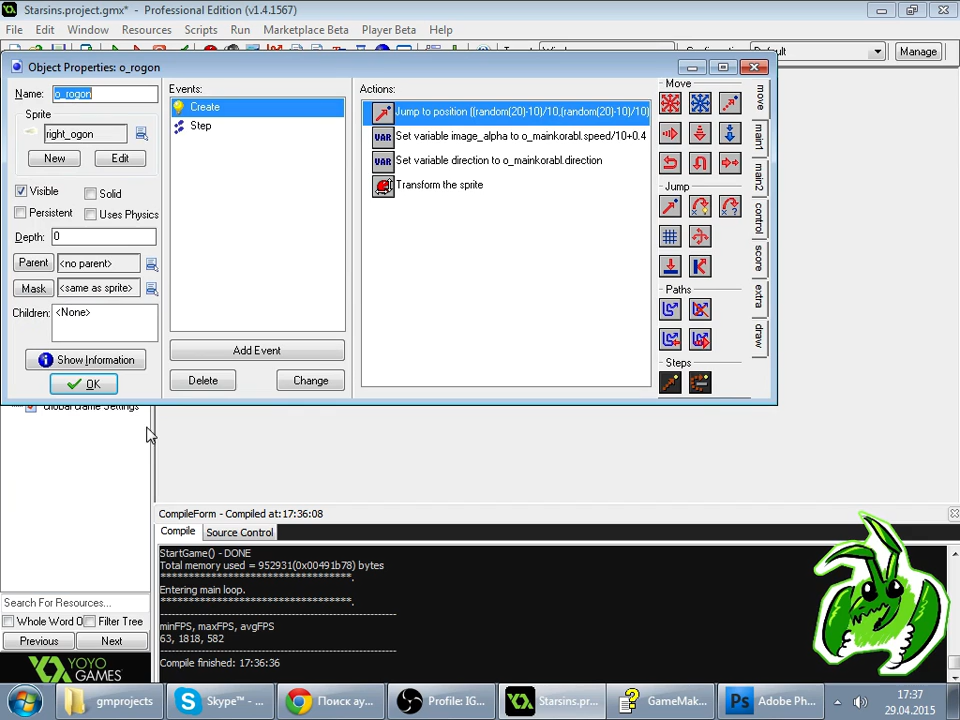 Starsins.project.gmx* - Professional Edition (v1.4.1567)
File Edit Window Resources Scripts Run Marketplace Beta Player Beta Help
Default Manage
Object Properties: o_rogon
Name: o_rogon
Sprite
right_ogon
New Edit
Visible Solid
Persistent Uses Physics
Depth: 0
Parent <no parent>
Mask <same as sprite>
Children: <None>
Show Information
OK
Events:
Create
Step
Add Event
Delete Change
Actions:
Jump to position ((random(20)-10)/10,(random(20)-10)/10)
VAR Set variable image_alpha to o_mainkorabl.speed/10+0.4
VAR Set variable direction to o_mainkorabl.direction
Transform the sprite
Move
Jump
Paths
Steps
move
main1
main2
control
score
extra
draw
Global Game Settings
CompileForm - Compiled at:17:36:08
Compile Source Control
StartGame() - DONE
Total memory used = 952931(0x00491b78) bytes
Entering main loop.
minFPS, maxFPS, avgFPS
63, 1818, 582
Compile finished: 17:36:36
Search For Resources...
Whole Word O Filter Tree
Previous Next
YOYO
GAMES
gmprojects
Skype™ - ...
Поиск ау...
Profile: IG...
Starsins.pr...
GameMak...
Ps Adobe Ph...
17:37
29.04.2015